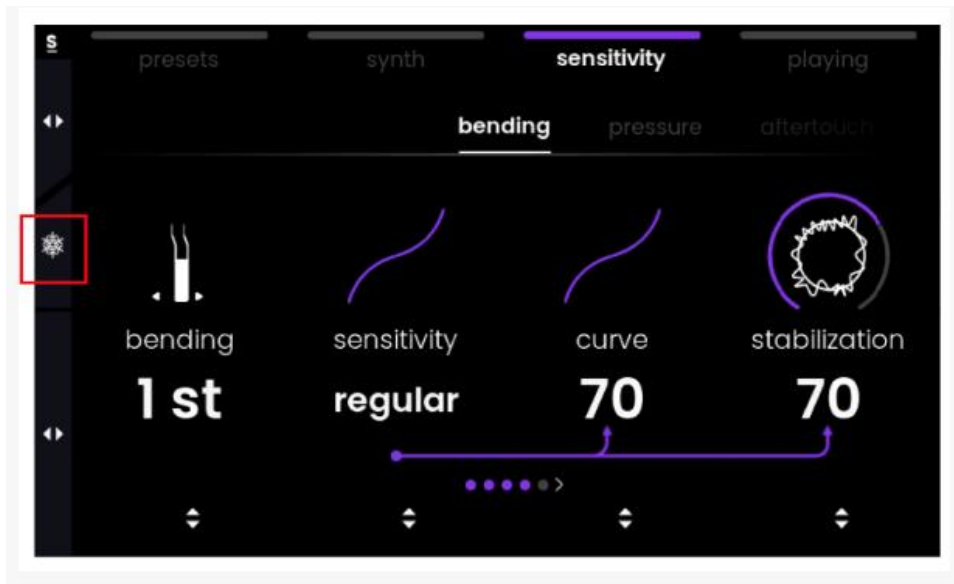 S
presets synth sensitivity playing
bending pressure aftertouch
bending sensitivity curve stabilization
1 st regular 70 70